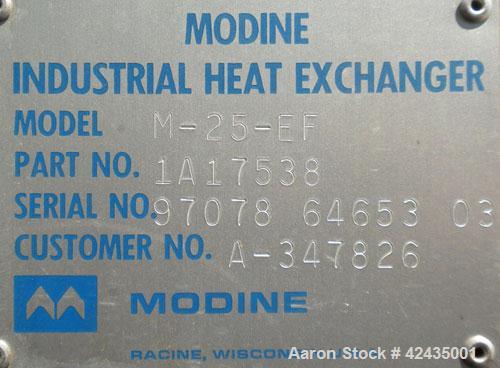 MODINE
INDUSTRIAL HEAT EXCHANGER
MODEL M-25-EF
PART NO. 1A17538
SERIAL NO. 97078 64653 03
CUSTOMER NO. A-347826
MODINE
RACINE,
Aaron Stock # 42435001